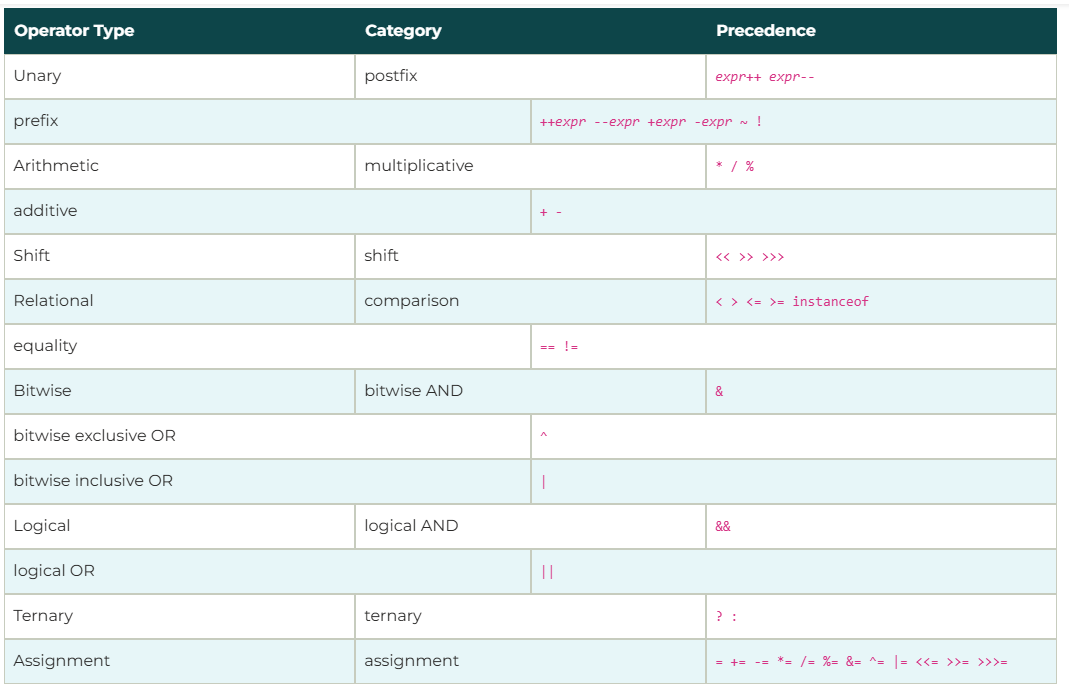 Operator Type Category Precedence
Unary postfix expr++ expr--
prefix ++expr --expr +expr -expr ~ !
Arithmetic multiplicative * / %
additive + -
Shift shift << >> >>>
Relational comparison < > <= >= instanceof
equality == !=
Bitwise bitwise AND &
bitwise exclusive OR ^
bitwise inclusive OR |
Logical logical AND &&
logical OR ||
Ternary ternary ? :
Assignment assignment = += -= *= /= %= &= ^= |= <<= >>= >>>=